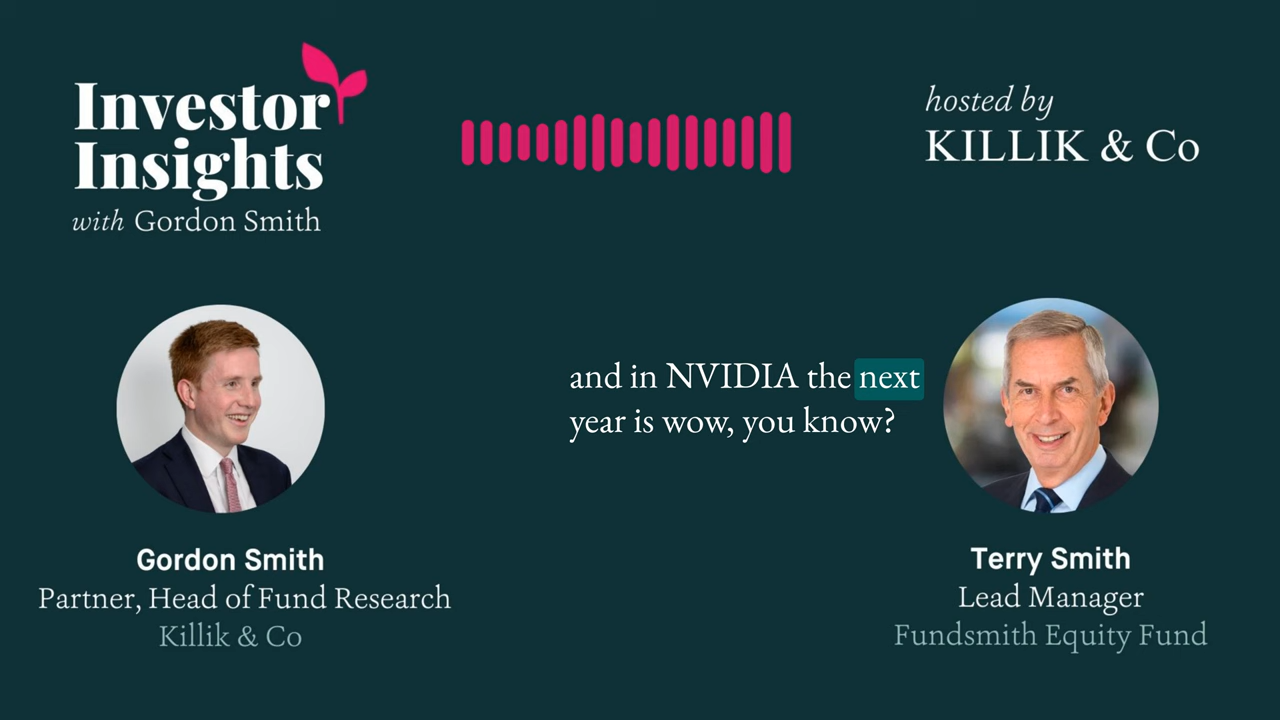 Investor
Insights
with Gordon Smith
hosted by
KILLIK & Co
and in NVIDIA the next
year is wow, you know?
Gordon Smith
Partner, Head of Fund Research
Killik & Co
Terry Smith
Lead Manager
Fundsmith Equity Fund